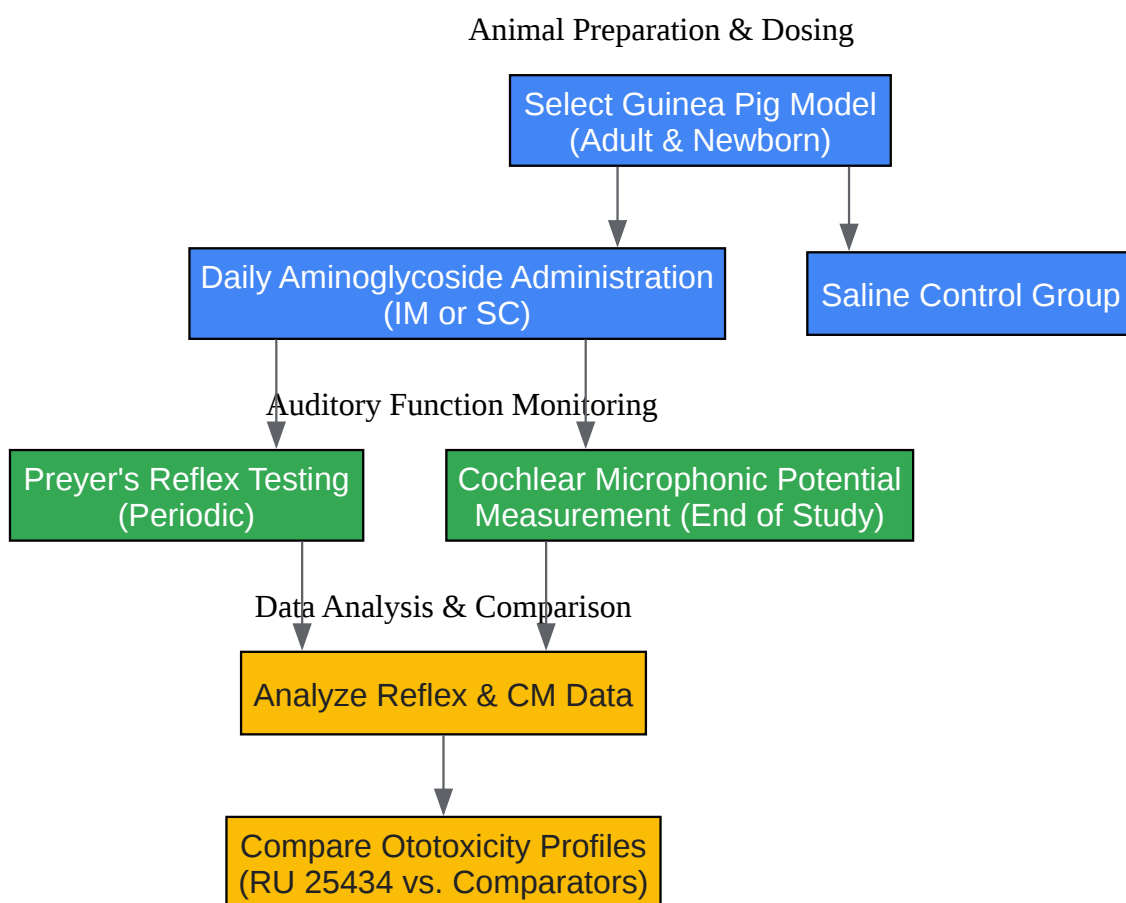 Animal Preparation & Dosing
Select Guinea Pig Model
(Adult & Newborn)
Daily Aminoglycoside Administration
(IM or SC)
Saline Control Group
Auditory Function Monitoring
Preyer's Reflex Testing
(Periodic)
Cochlear Microphonic Potential
Measurement (End of Study)
Data Analysis & Comparison
Analyze Reflex & CM Data
Compare Ototoxicity Profiles
(RU 25434 vs. Comparators)